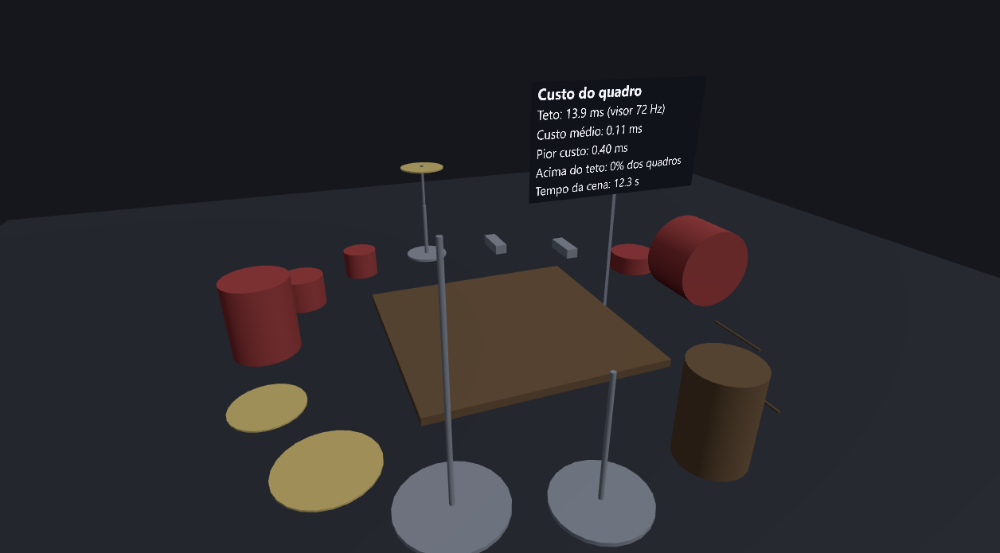 Custo do quadro
Teto: 13.9 ms (visor 72 Hz)
Custo médio: 0.11 ms
Pior custo: 0.40 ms
Acima do teto: 0% dos quadros
Tempo da cena: 12.3 s